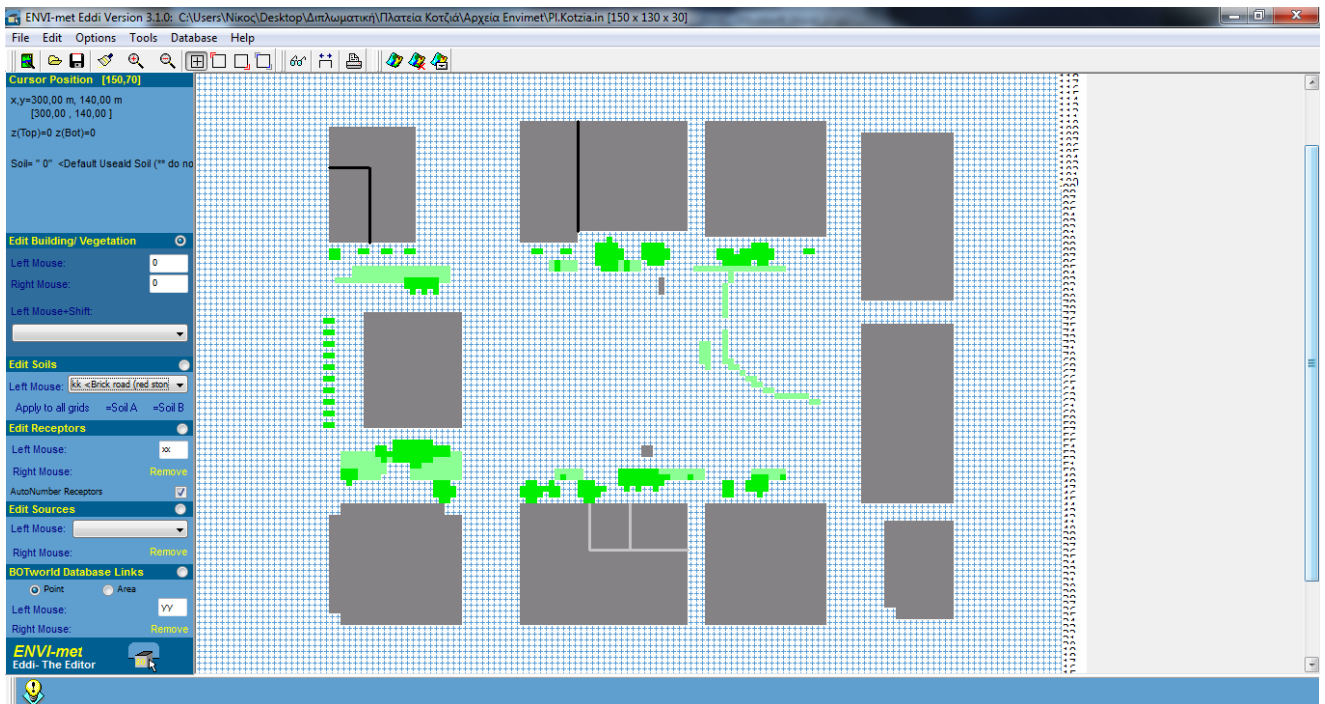 ENVI-met Eddi Version 3.1.0: C:\Users\Νίκος\Desktop\Διπλωματική\Πλατεία Κοτζιά\Αρχεία Envimet\Pl.Kotzia.in [150 x 130 x 30]
File Edit Options Tools Database Help
Cursor Position [150,70]
x,y=300,00 m, 140,00 m
[300,00 , 140,00 ]
z(Top)=0 z(Bot)=0
Soil= " 0" <Default Useald Soil (** do no
Edit Building/ Vegetation
Left Mouse: 0
Right Mouse: 0
Left Mouse+Shift:
Edit Soils
Left Mouse: kk <Brick road (red ston
Apply to all grids =Soil A =Soil B
Edit Receptors
Left Mouse: xx
Right Mouse: Remove
AutoNumber Receptors
Edit Sources
Left Mouse:
Right Mouse: Remove
BOTworld Database Links
Point Area
Left Mouse: YY
Right Mouse: Remove
ENVI-met
Eddi- The Editor